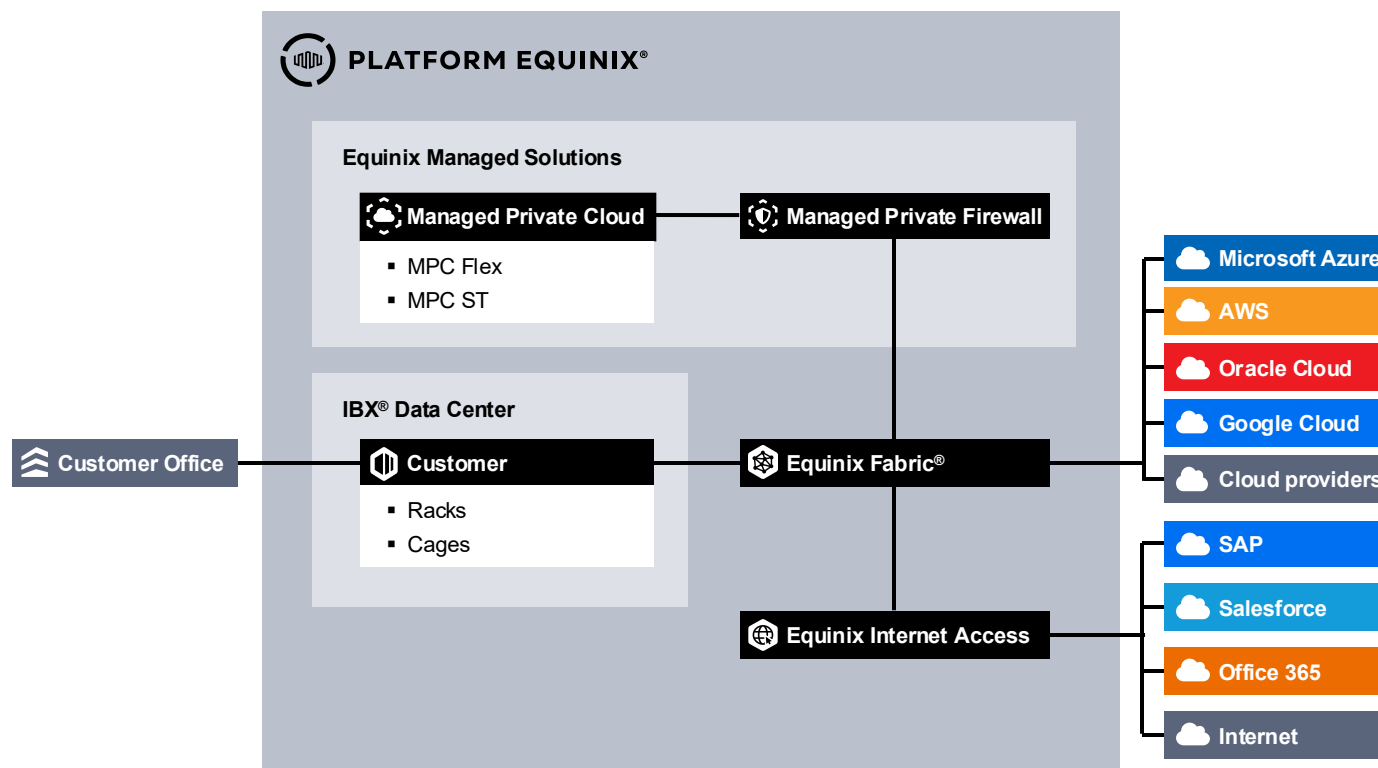 PLATFORM EQUINIX®
Equinix Managed Solutions
Managed Private Cloud
▪ MPC Flex
▪ MPC ST
Managed Private Firewall
IBX® Data Center
Customer Office
Customer
▪ Racks
▪ Cages
Equinix Fabric®
Equinix Internet Access
Microsoft Azure
AWS
Oracle Cloud
Google Cloud
Cloud providers
SAP
Salesforce
Office 365
Internet